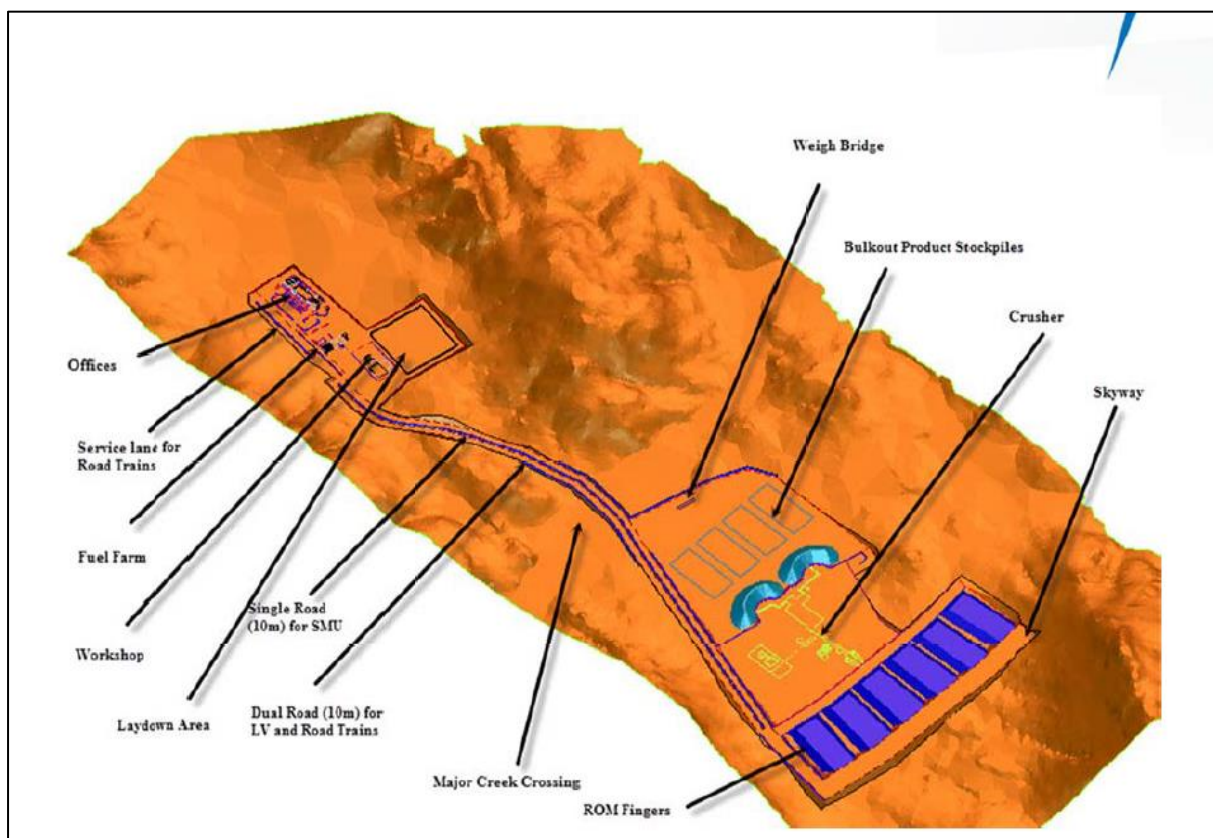 Weigh Bridge
Bulkout Product Stockpiles
Crusher
Skyway
Offices
Service lane for
Road Trains
Fuel Farm
Single Road
(10m) for SMU
Workshop
Dual Road (10m) for
LV and Road Trains
Laydown Area
Major Creek Crossing
ROM Fingers